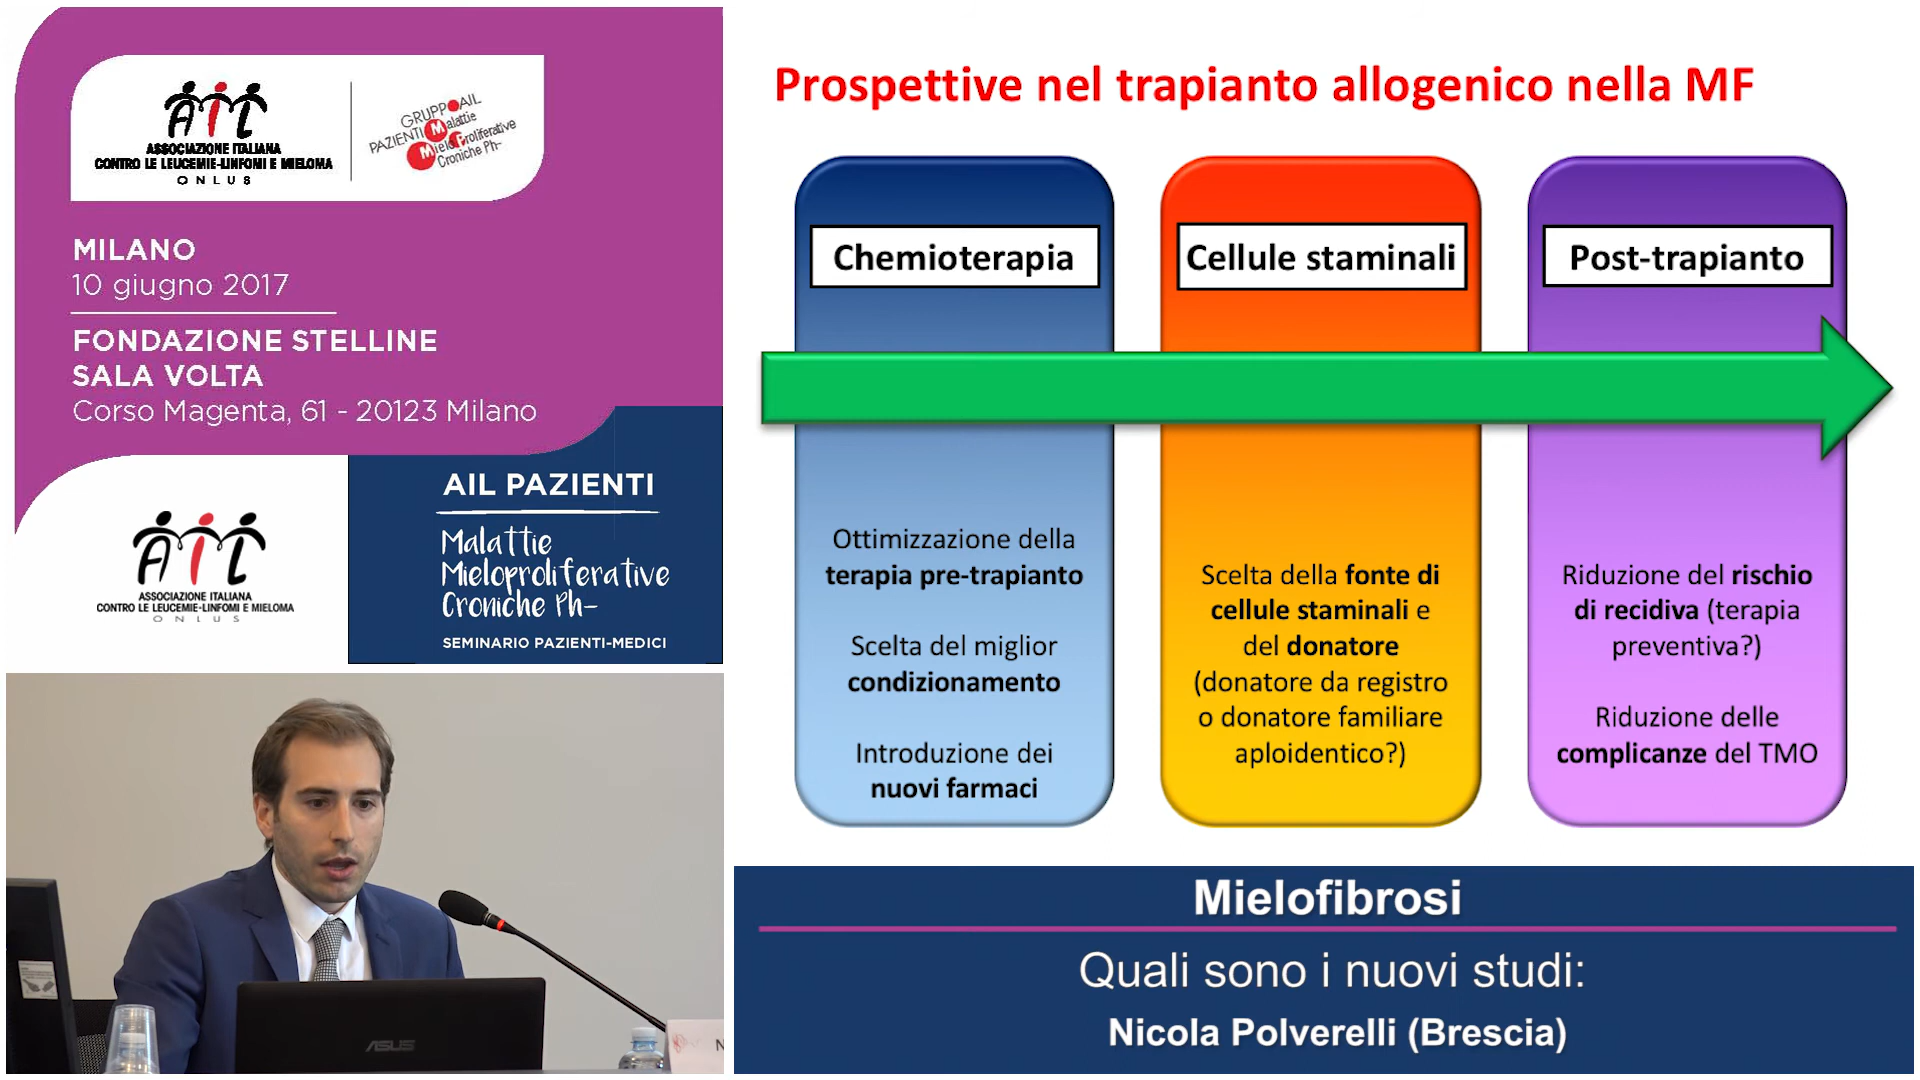 AIL
ASSOCIAZIONE ITALIANA
CONTRO LE LEUCEMIE-LINFOMI E MIELOMA
ONLUS
GRUPPO AIL
PAZIENTI Malattie
MieloProliferative
Croniche Ph-
MILANO
10 giugno 2017
FONDAZIONE STELLINE
SALA VOLTA
Corso Magenta, 61 - 20123 Milano
AIL
ASSOCIAZIONE ITALIANA
CONTRO LE LEUCEMIE-LINFOMI E MIELOMA
ONLUS
AIL PAZIENTI
Malattie
Mieloproliferative
Croniche Ph-
SEMINARIO PAZIENTI-MEDICI
Prospettive nel trapianto allogenico nella MF
Chemioterapia
Ottimizzazione della
terapia pre-trapianto
Scelta del miglior
condizionamento
Introduzione dei
nuovi farmaci
Cellule staminali
Scelta della fonte di
cellule staminali e
del donatore
(donatore da registro
o donatore familiare
aploidentico?)
Post-trapianto
Riduzione del rischio
di recidiva (terapia
preventiva?)
Riduzione delle
complicanze del TMO
ASUS
N
Mielofibrosi
Quali sono i nuovi studi:
Nicola Polverelli (Brescia)